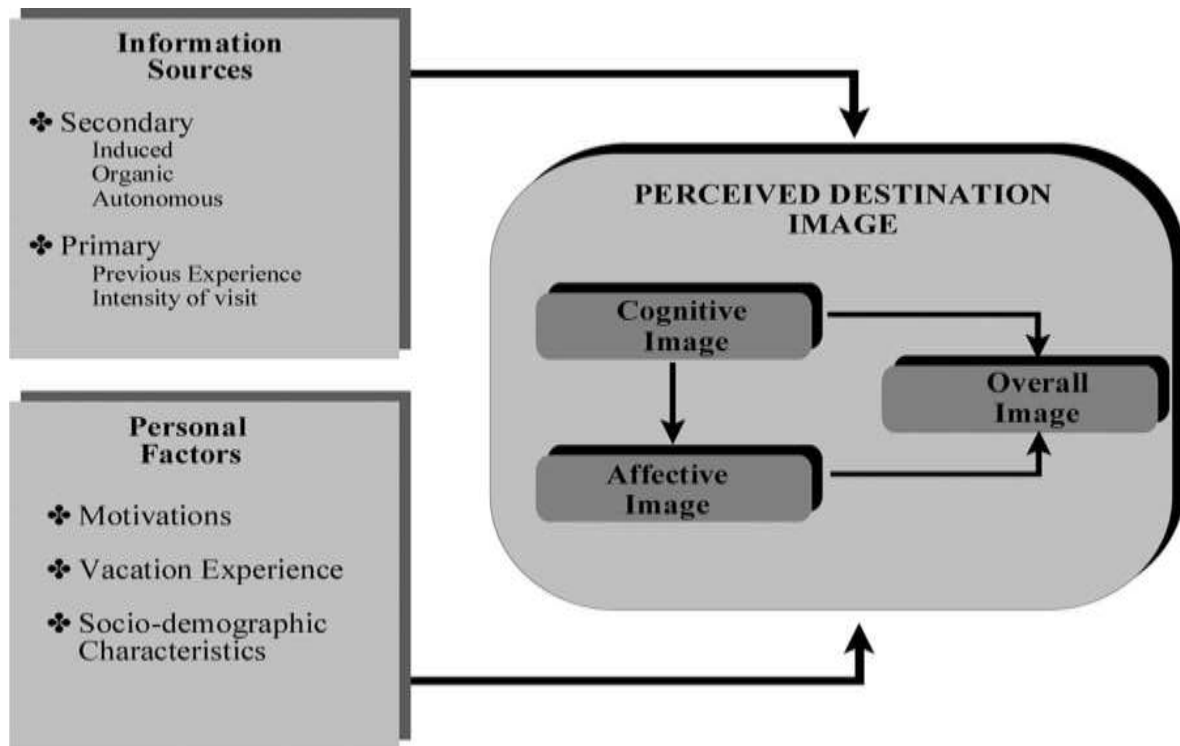 Information
Sources
✤ Secondary
Induced
Organic
Autonomous
✤ Primary
Previous Experience
Intensity of visit
Personal
Factors
✤ Motivations
✤ Vacation Experience
✤ Socio-demographic
Characteristics
PERCEIVED DESTINATION
IMAGE
Cognitive
Image
Affective
Image
Overall
Image